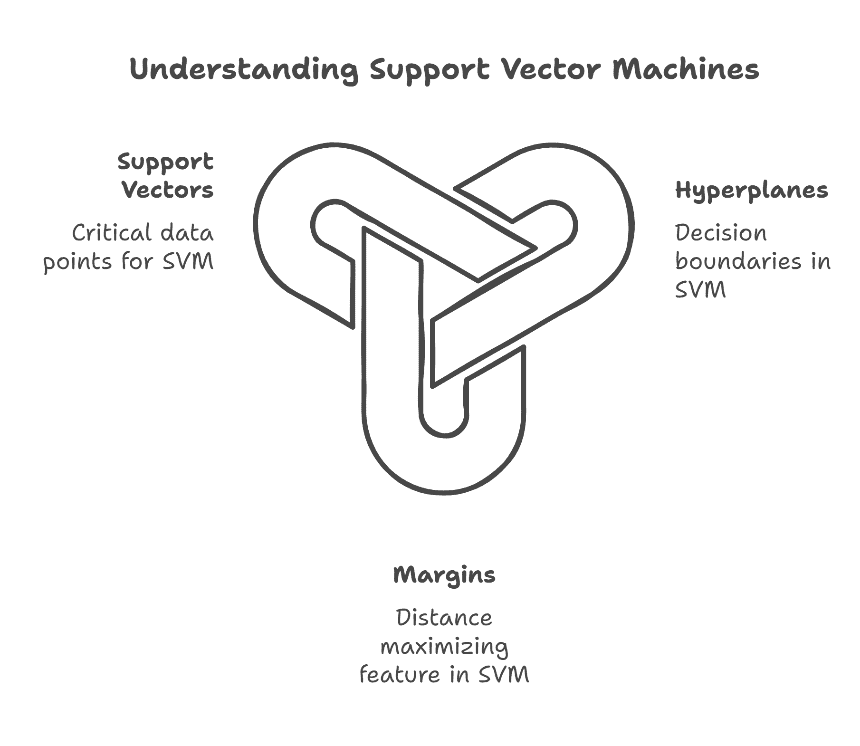 Understanding Support Vector Machines
Support
Vectors
Critical data
points for SVM
Hyperplanes
Decision
boundaries in
SVM
Margins
Distance
maximizing
feature in SVM